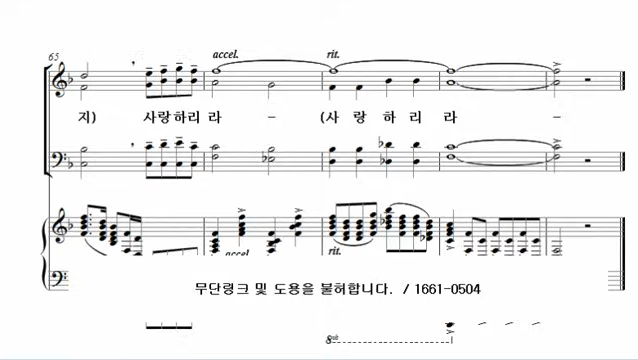 65
accel. rit.
지) 사랑하리 라 - (사 랑 하 리 라 -
accel. rit.
무단링크 및 도용을 불허합니다. / 1661-0504
8va